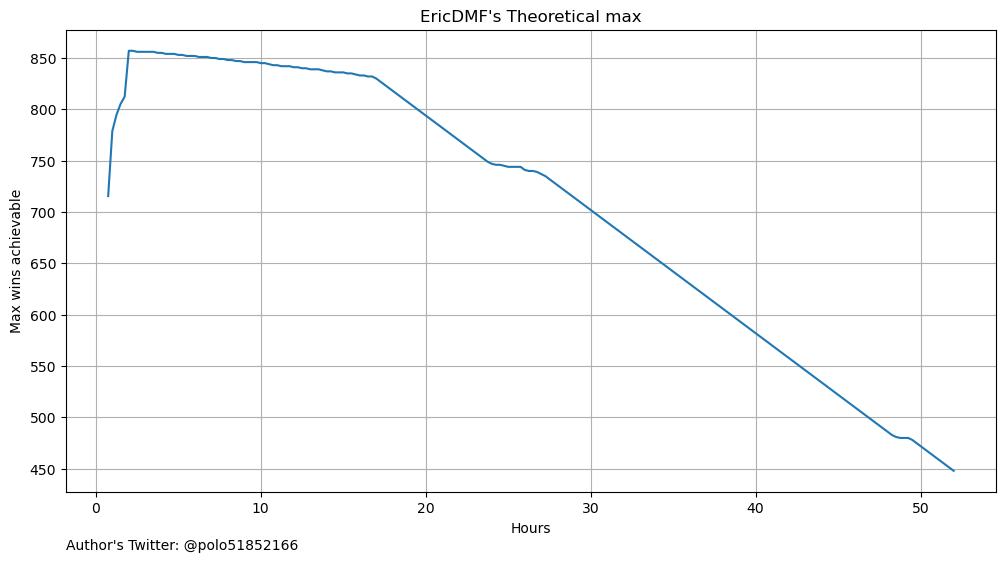 EricDMF's Theoretical max
Max wins achievable
850
800
750
700
650
600
550
500
450
0 10 20 30 40 50
Hours
Author's Twitter: @polo51852166